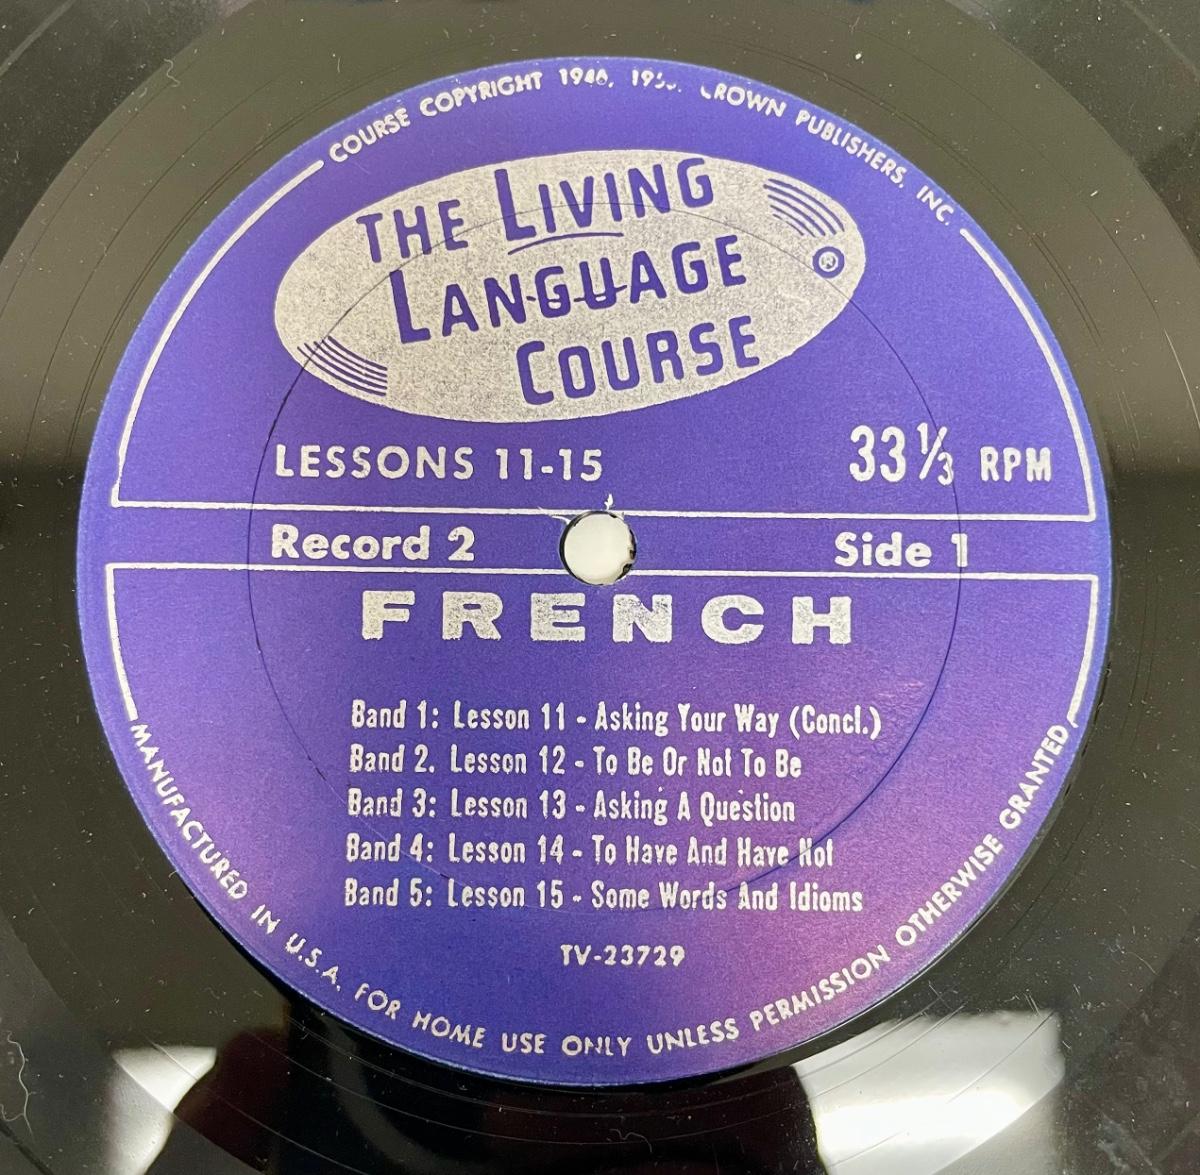 COURSE COPYRIGHT CROWN PUBLISHERS, INC.
THE LIVING
LANGUAGE
COURSE
®
LESSONS 11-15
33⅓ RPM
Record 2
Side 1
FRENCH
Band 1: Lesson 11 - Asking Your Way (Concl.)
Band 2. Lesson 12 - To Be Or Not To Be
Band 3: Lesson 13 - Asking A Question
Band 4: Lesson 14 - To Have And Have Not
Band 5: Lesson 15 - Some Words And Idioms
TV-23729
MANUFACTURED IN U.S.A. FOR HOME USE ONLY UNLESS PERMISSION OTHERWISE GRANTED